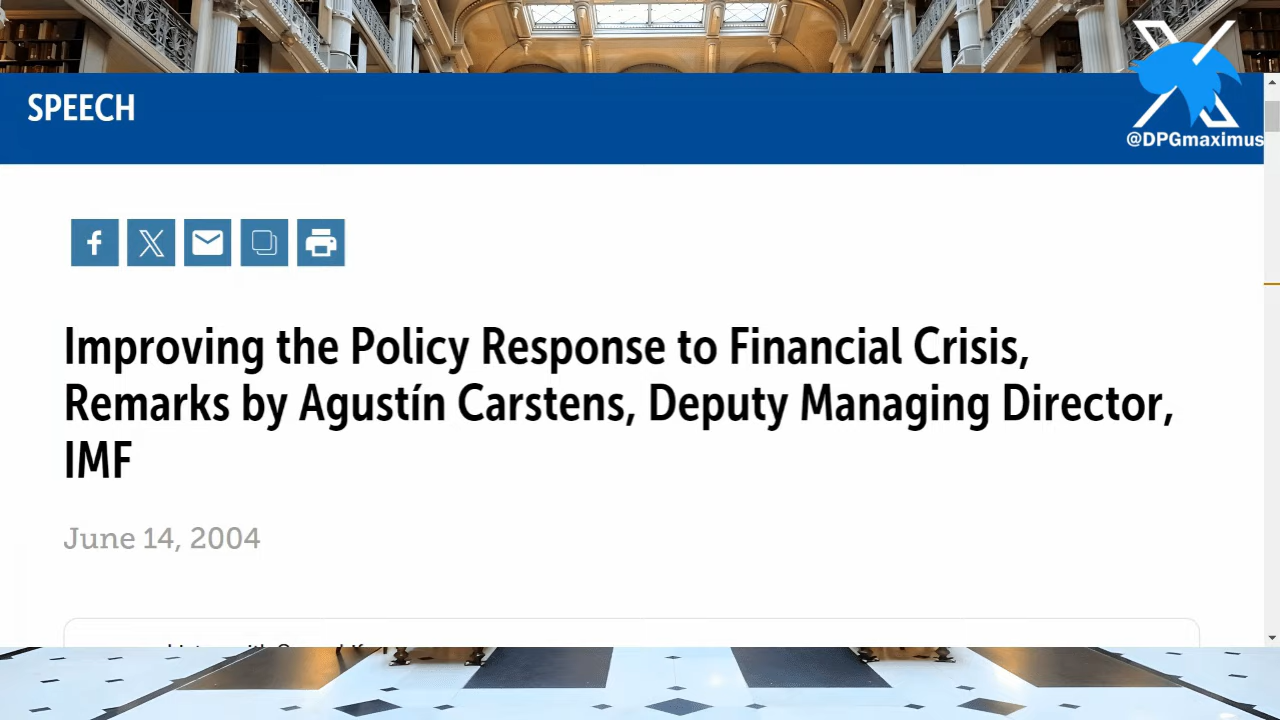 SPEECH
@DPGmaximus
Improving the Policy Response to Financial Crisis,
Remarks by Agustín Carstens, Deputy Managing Director,
IMF
June 14, 2004